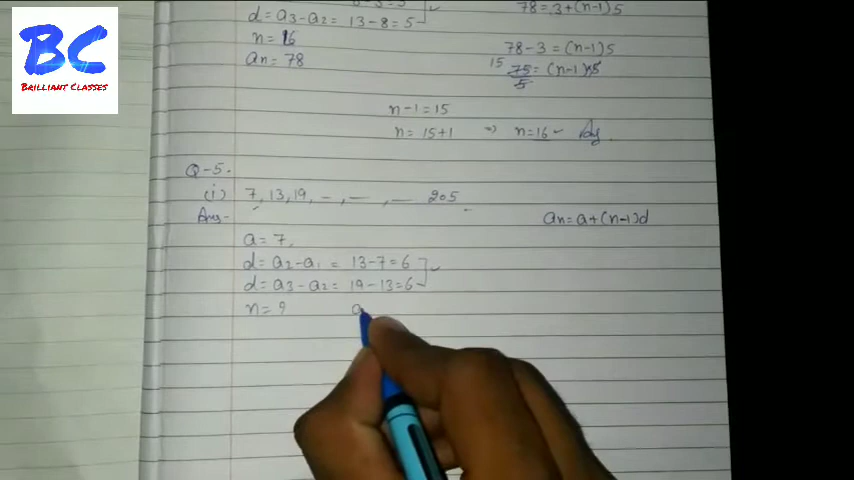 BC
BRILLIANT CLASSES
d = a3 - a2 = 13 - 8 = 5
n = 16
an = 78
78 = 3 + (n-1) 5
78 - 3 = (n-1) 5
15 75 = (n-1) 5
5
n - 1 = 15
n = 15 + 1 => n = 16 - Ans
Q-5.
(i) 7, 13, 19, -, —, — 205
Ans-
an = a + (n-1)d
a = 7,
d = a2 - a1 = 13 - 7 = 6
d = a3 - a2 = 19 - 13 = 6
n = ? a